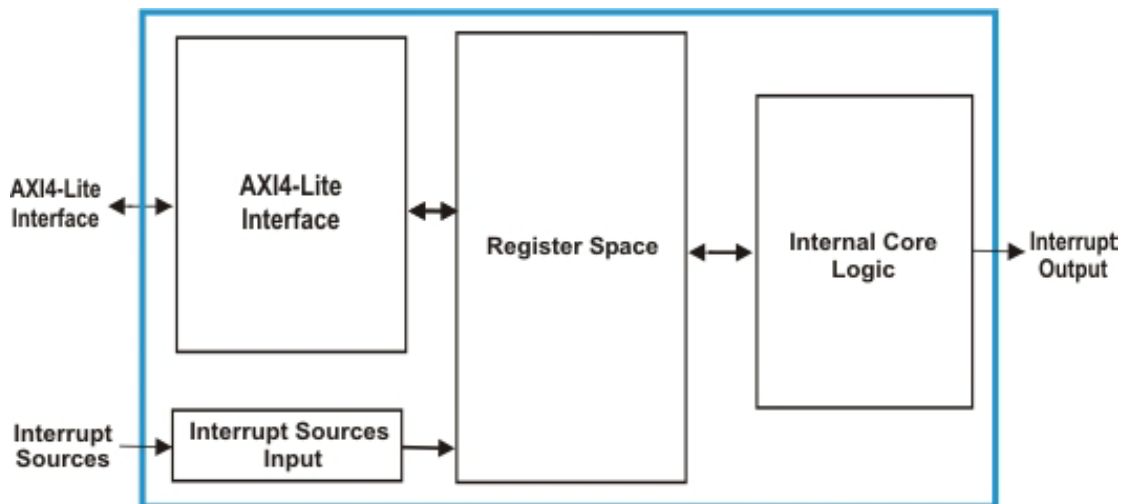 AXI4-Lite
Interface
AXI4-Lite
Interface
Register Space
Internal Core
Logic
Interrupt
Output
Interrupt
Sources
Interrupt Sources
Input